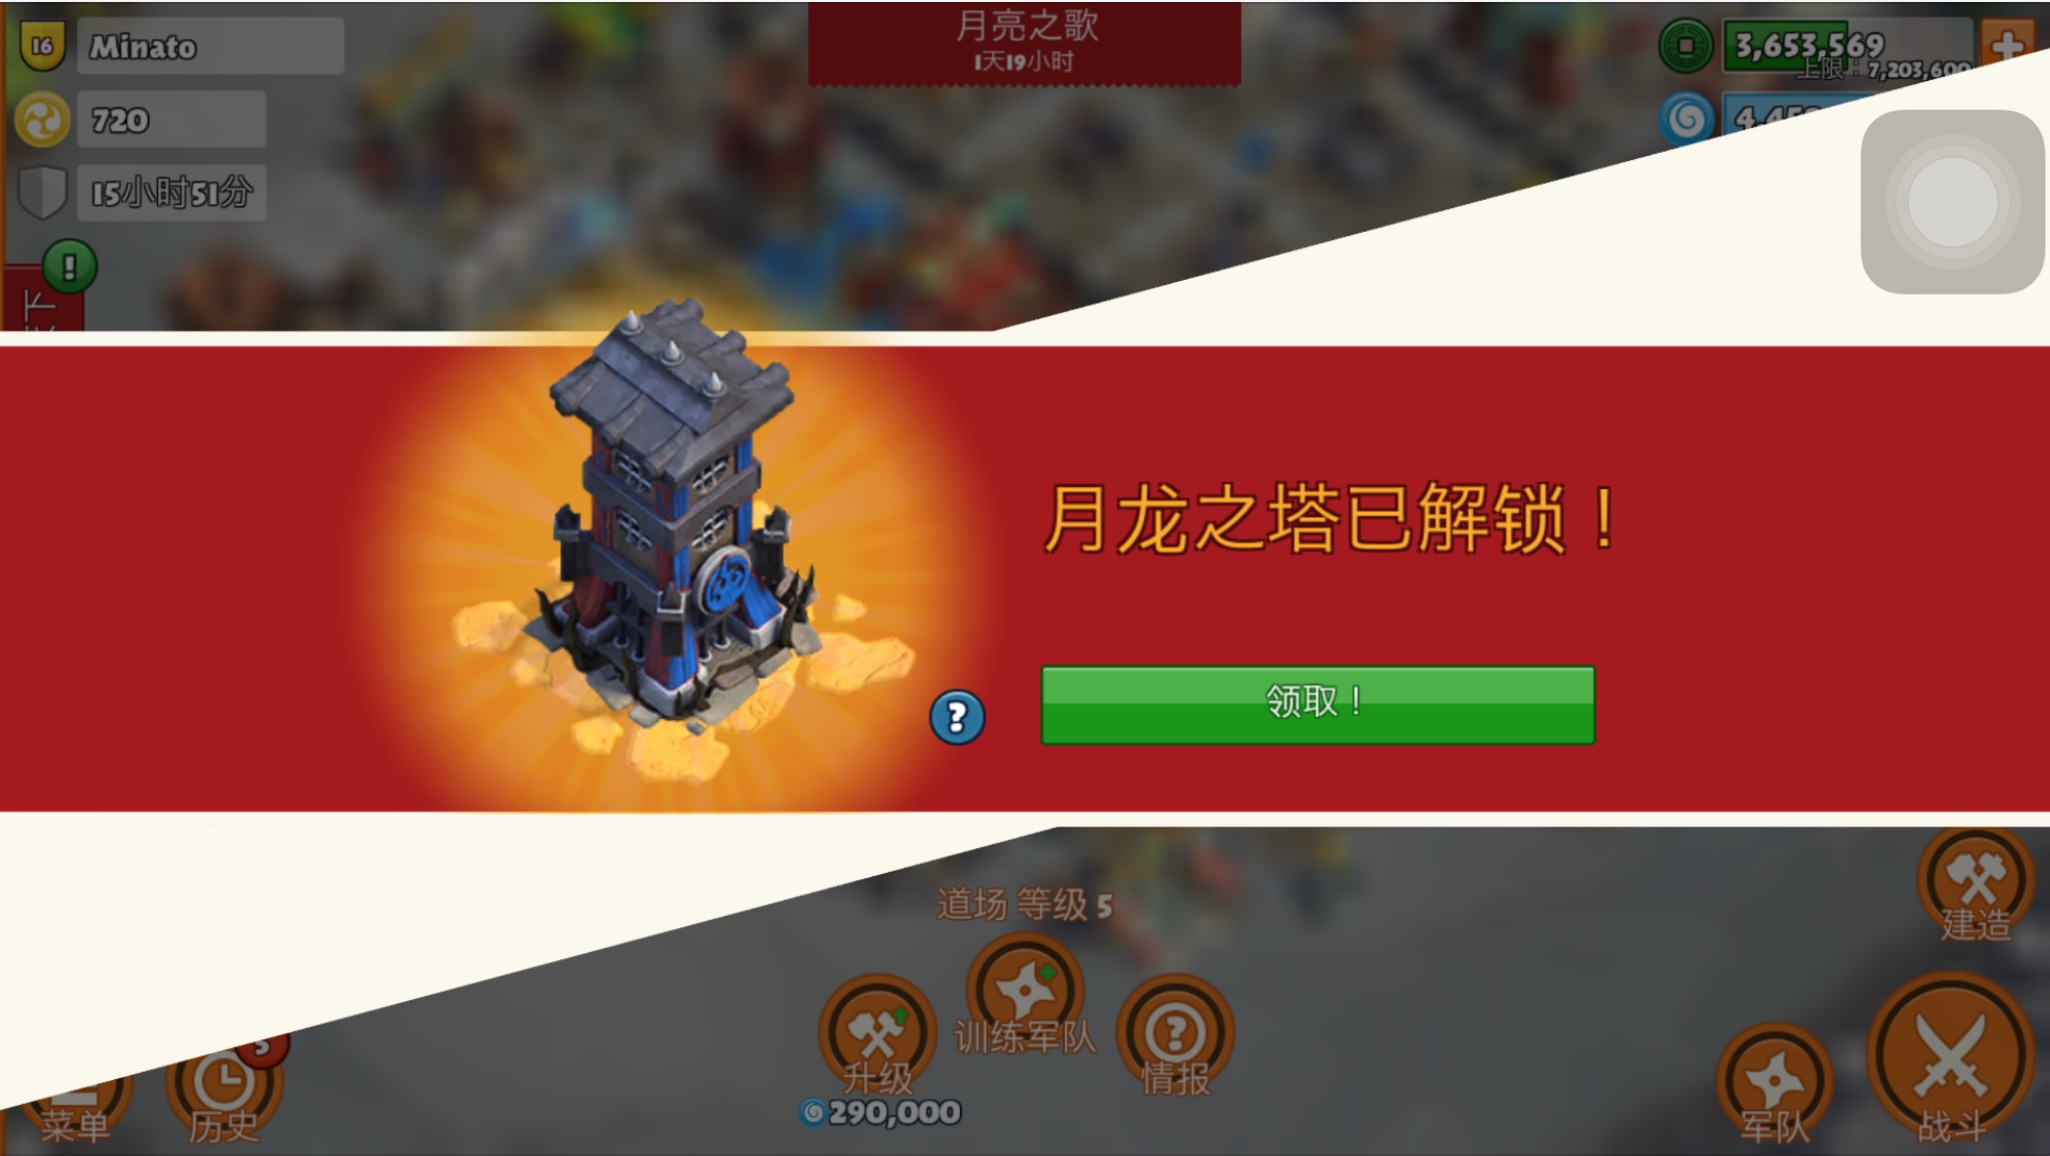 16 Minato
月亮之歌
1天19小时
3,653,569
上限：7,203,600
720
15小时51分
!
月龙之塔已解锁！
?
领取！
道场 等级 5
建造
训练军队
升级
?
情报
290,000
菜单
历史
军队
战斗